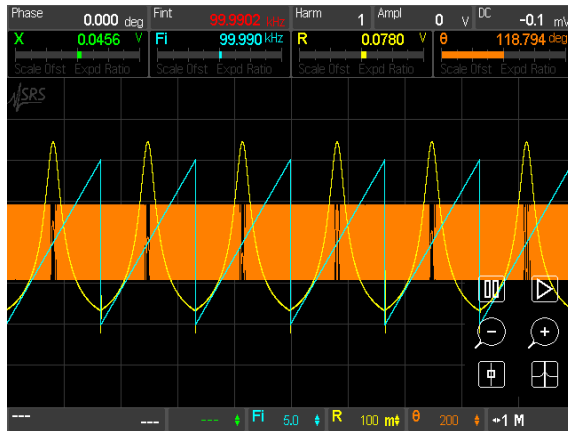 Phase 0.000 deg Fint 99.9902 kHz Harm 1 Ampl 0 V DC -0.1 mV
X 0.0456 V Fi 99.990 kHz R 0.0780 V θ 118.794 deg
Scale Ofst Expd Ratio Scale Ofst Expd Ratio Scale Ofst Expd Ratio Scale Ofst Expd Ratio
SRS
--- --- --- Fi 5.0 R 100 m θ 200 1 M